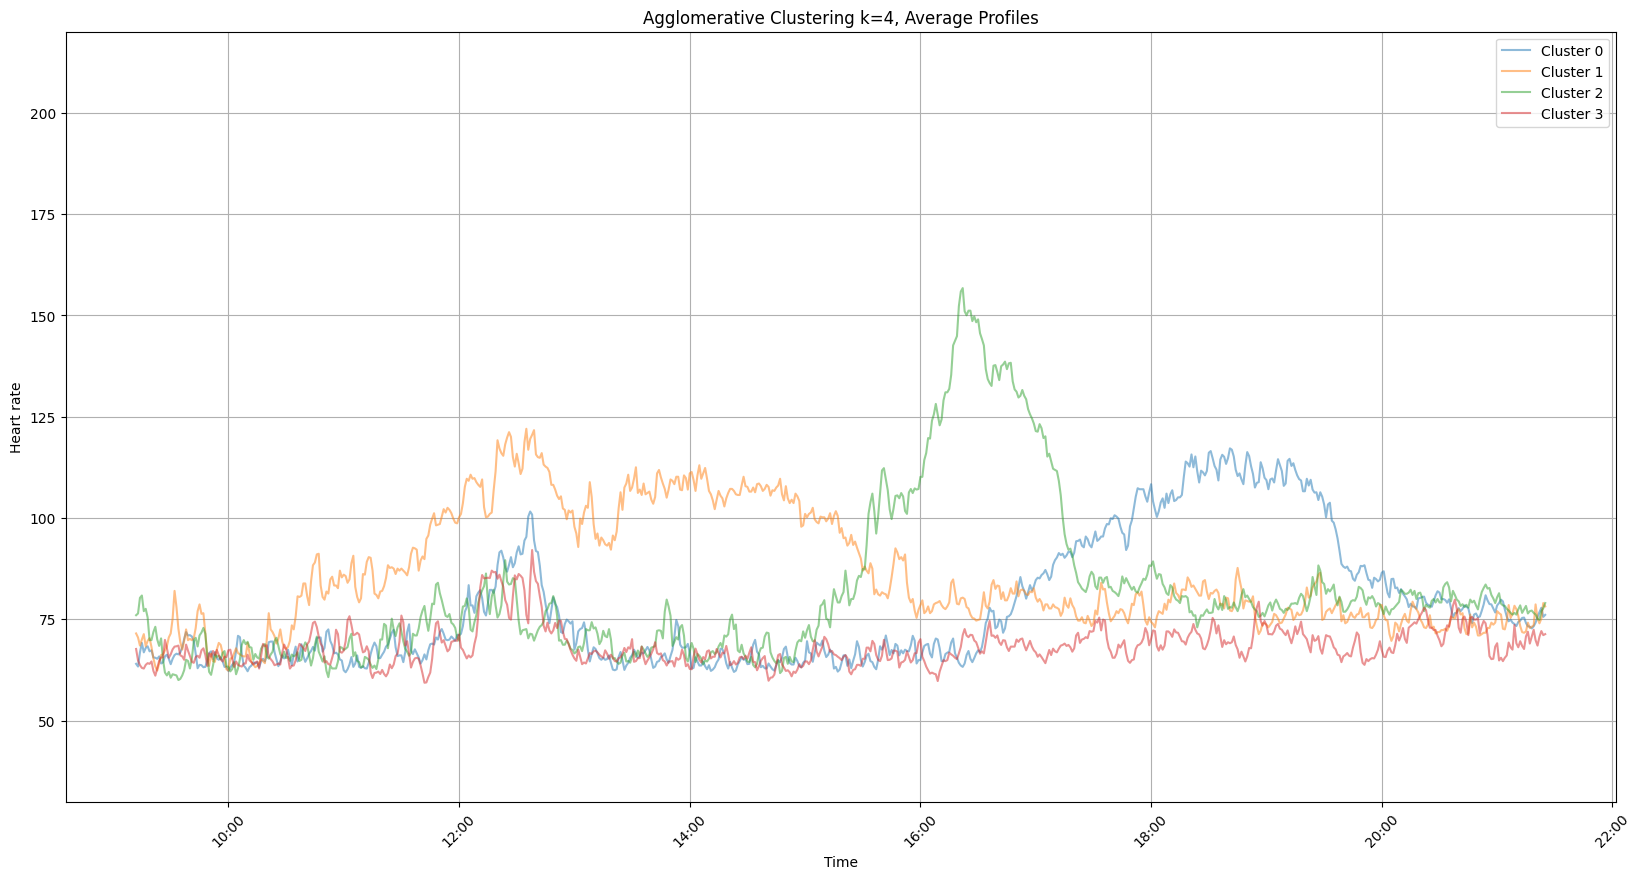 Agglomerative Clustering k=4, Average Profiles
Cluster 0
Cluster 1
Cluster 2
Cluster 3
Heart rate
200
175
150
125
100
75
50
10:00
12:00
14:00
16:00
18:00
20:00
22:00
Time